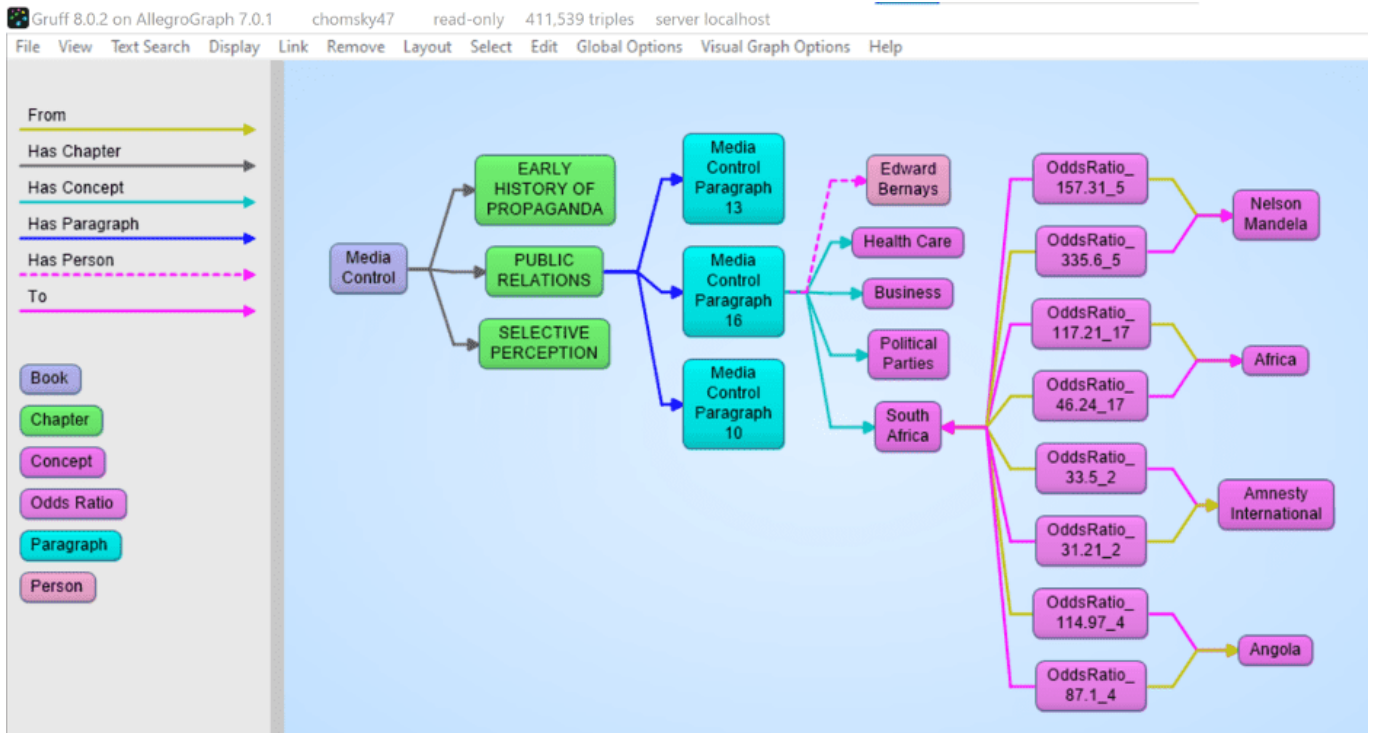 Gruff 8.0.2 on AllegroGraph 7.0.1 chomsky47 read-only 411,539 triples server localhost
File View Text Search Display Link Remove Layout Select Edit Global Options Visual Graph Options Help
From
Has Chapter
Has Concept
Has Paragraph
Has Person
To
Book
Chapter
Concept
Odds Ratio
Paragraph
Person
Media
Control
EARLY
HISTORY OF
PROPAGANDA
PUBLIC
RELATIONS
SELECTIVE
PERCEPTION
Media
Control
Paragraph
13
Media
Control
Paragraph
16
Media
Control
Paragraph
10
Edward
Bernays
Health Care
Business
Political
Parties
South
Africa
OddsRatio_
157.31_5
OddsRatio_
335.6_5
OddsRatio_
117.21_17
OddsRatio_
46.24_17
OddsRatio_
33.5_2
OddsRatio_
31.21_2
OddsRatio_
114.97_4
OddsRatio_
87.1_4
Nelson
Mandela
Africa
Amnesty
International
Angola